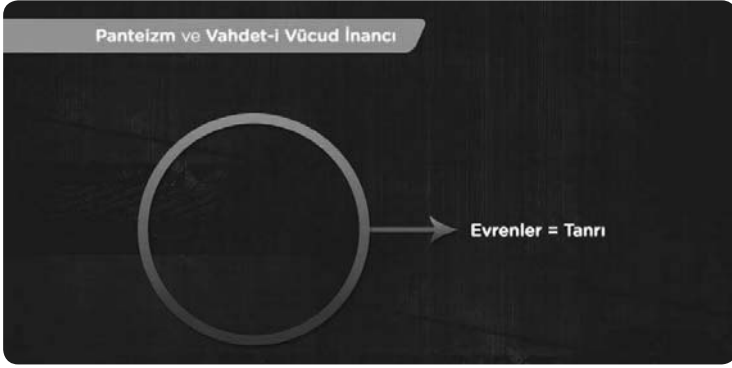 Panteizm ve Vahdet-i Vücud İnancı
Evrenler = Tanrı